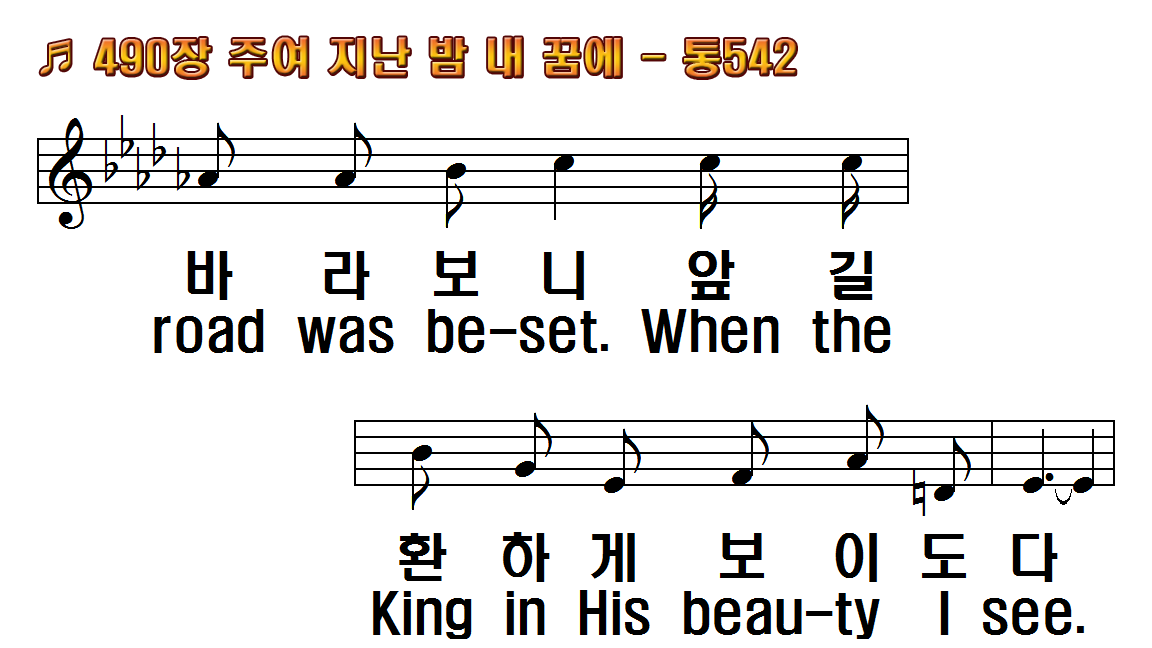 ♬ 490장 주여 지난 밤 내 꿈에 - 통542
바 라 보 니 앞 길
road was be-set. When the
환 하 게 보 이 도 다
King in His beau-ty I see.